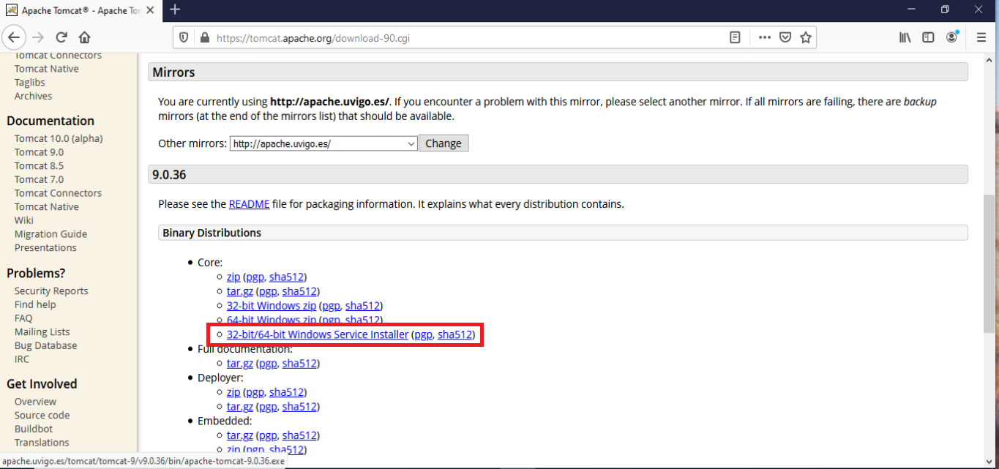 Apache Tomcat® - Apache Tom
https://tomcat.apache.org/download-90.cgi
Tomcat Connectors
Tomcat Native
Taglibs
Archives
Documentation
Tomcat 10.0 (alpha)
Tomcat 9.0
Tomcat 8.5
Tomcat 7.0
Tomcat Connectors
Tomcat Native
Wiki
Migration Guide
Presentations
Problems?
Security Reports
Find help
FAQ
Mailing Lists
Bug Database
IRC
Get Involved
Overview
Source code
Buildbot
Translations
Mirrors
You are currently using http://apache.uvigo.es/. If you encounter a problem with this mirror, please select another mirror. If all mirrors are failing, there are backup
mirrors (at the end of the mirrors list) that should be available.
Other mirrors: http://apache.uvigo.es/ Change
9.0.36
Please see the README file for packaging information. It explains what every distribution contains.
Binary Distributions
Core:
zip (pgp, sha512)
tar.gz (pgp, sha512)
32-bit Windows zip (pgp, sha512)
64-bit Windows zip (pgp, sha512)
32-bit/64-bit Windows Service Installer (pgp, sha512)
Full documentation:
tar.gz (pgp, sha512)
Deployer:
zip (pgp, sha512)
tar.gz (pgp, sha512)
Embedded:
tar.gz (pgp, sha512)
zip (pgp, sha512)
apache.uvigo.es/tomcat/tomcat-9/v9.0.36/bin/apache-tomcat-9.0.36.exe